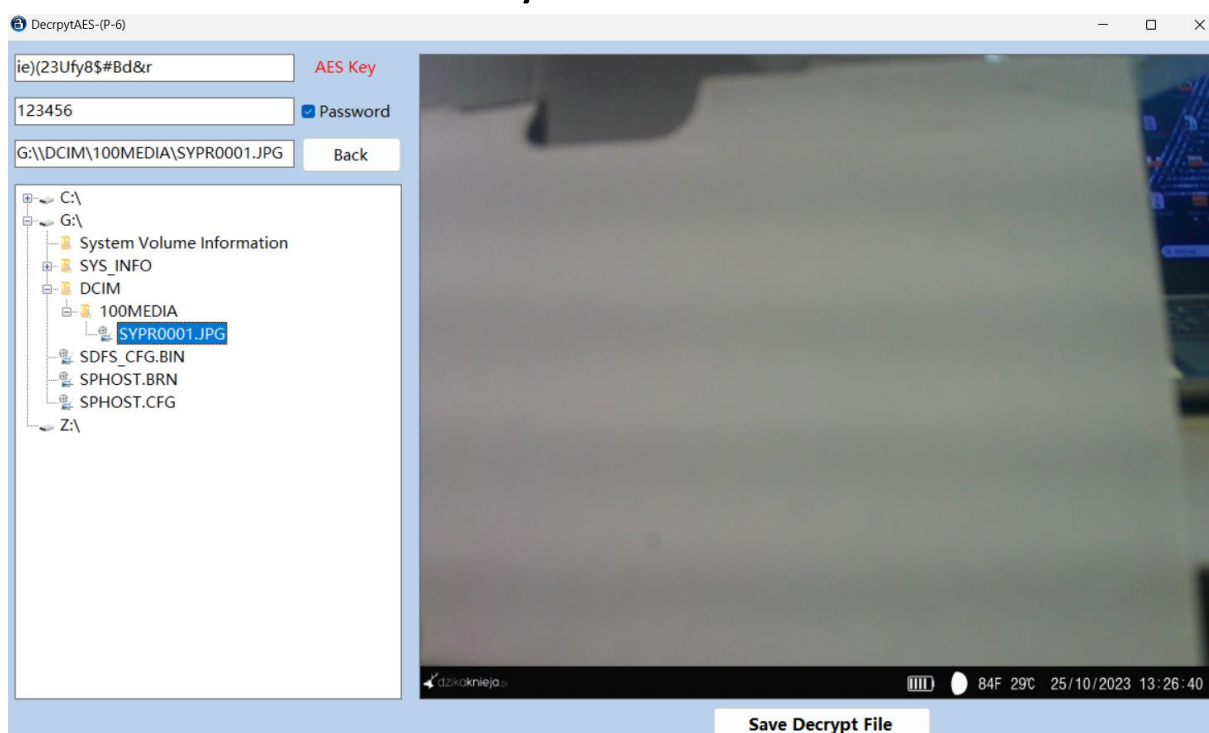 DecrpytAES-(P-6)
ie)(23Ufy8$#Bd&r AES Key
123456 Password
G:\\DCIM\100MEDIA\SYPR0001.JPG Back
C:\
G:\
System Volume Information
SYS_INFO
DCIM
100MEDIA
SYPR0001.JPG
SDFS_CFG.BIN
SPHOST.BRN
SPHOST.CFG
Z:\
dzikaknieja.pl 84F 29°C 25/10/2023 13:26:40
Save Decrypt File